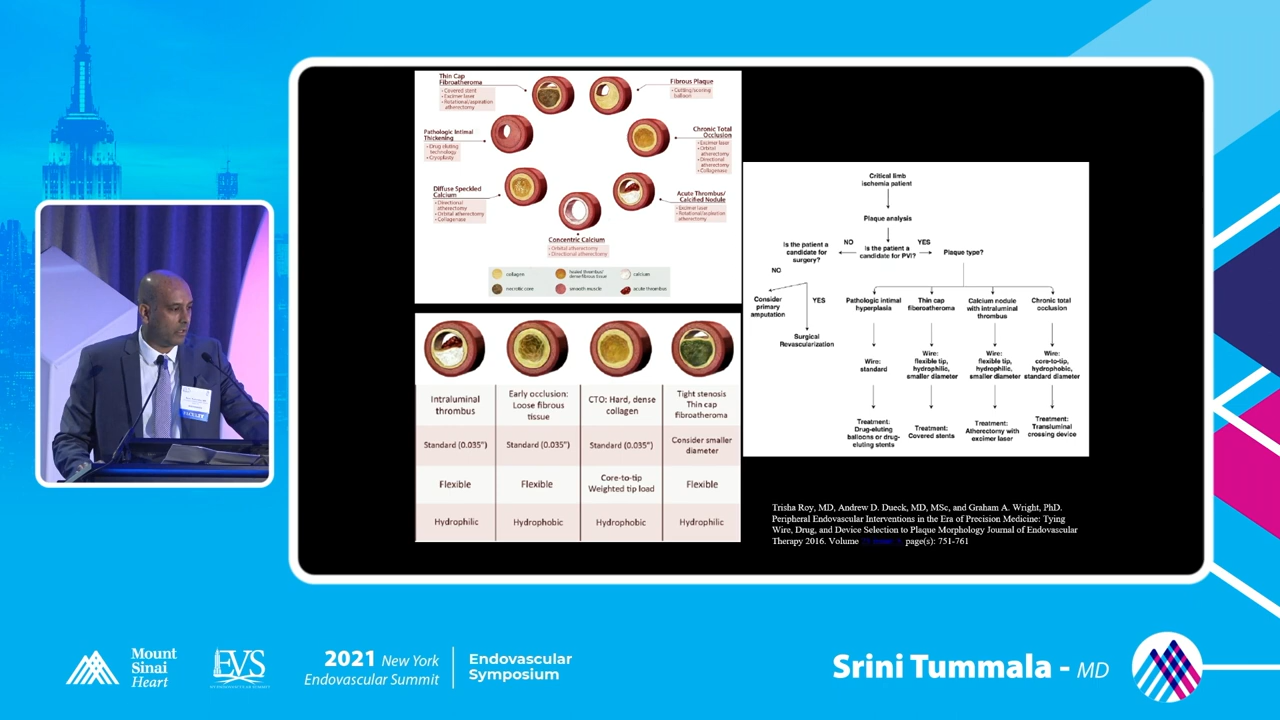 Thin Cap
Fibroatheroma
• Covered stent
• Excimer laser
• Rotational/aspiration
atherectomy
Fibrous Plaque
• Cutting/scoring
balloon
Pathologic Intimal
Thickening
• Drug eluting
technology
• Cryoplasty
Chronic Total
Occlusion
• Excimer laser
• Orbital
atherectomy
• Directional
atherectomy
• Collagenase
Diffuse Speckled
Calcium
• Directional
atherectomy
• Orbital atherectomy
• Collagenase
Acute Thrombus/
Calcified Nodule
• Excimer laser
• Rotational/aspiration
atherectomy
Concentric Calcium
• Orbital atherectomy
• Directional atherectomy
collagen
healed thrombus/
dense fibrous tissue
calcium
necrotic core
smooth muscle
acute thrombus
Intraluminal
thrombus
Early occlusion:
Loose fibrous
tissue
CTO: Hard, dense
collagen
Tight stenosis
Thin cap
fibroatheroma
Standard (0.035”)
Standard (0.035”)
Standard (0.035”)
Consider smaller
diameter
Flexible
Flexible
Core-to-tip
Weighted tip load
Flexible
Hydrophilic
Hydrophobic
Hydrophobic
Hydrophilic
Critical limb
ischemia patient
Plaque analysis
Is the patient a
candidate for
surgery?
NO
Is the patient a
candidate for PVI?
YES
Plaque type?
NO
YES
Consider
primary
amputation
Surgical
Revascularization
Pathologic intimal
hyperplasia
Thin cap
fiberoatheroma
Calcium nodule
with intraluminal
thrombus
Chronic total
occlusion
Wire:
standard
Wire:
flexible tip,
hydrophilic,
smaller diameter
Wire:
flexible tip,
hydrophilic,
smaller diameter
Wire:
core-to-tip,
hydrophobic,
standard diameter
Treatment:
Drug-eluting
balloons or drug-
eluting stents
Treatment:
Covered stents
Treatment:
Atherectomy with
excimer laser
Treatment:
Transluminal
crossing device
Trisha Roy, MD, Andrew D. Dueck, MD, MSc, and Graham A. Wright, PhD.
Peripheral Endovascular Interventions in the Era of Precision Medicine: Tying
Wire, Drug, and Device Selection to Plaque Morphology Journal of Endovascular
Therapy 2016. Volume page(s): 751-761
FACULTY
Mount
Sinai
Heart
EVS
2021 New York
Endovascular Summit
Endovascular
Symposium
Srini Tummala - MD